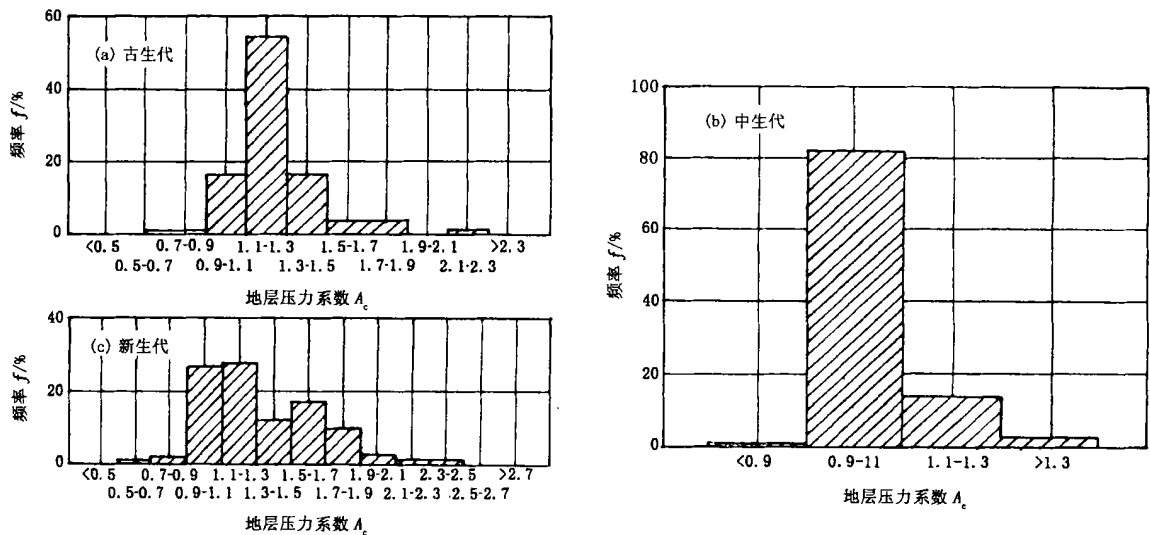 60
40
20
0
频率 f/%
(a) 古生代
<0.5 0.7-0.9 1.1-1.3 1.5-1.7 1.9-2.1 >2.3
0.5-0.7 0.9-1.1 1.3-1.5 1.7-1.9 2.1-2.3
地层压力系数 Ac
40
20
0
频率 f/%
(c) 新生代
<0.5 0.7-0.9 1.1-1.3 1.5-1.7 1.9-2.1 2.3-2.5 >2.7
0.5-0.7 0.9-1.1 1.3-1.5 1.7-1.9 2.1-2.3 2.5-2.7
地层压力系数 Ac
100
80
60
40
20
0
频率 f/%
(b) 中生代
<0.9 0.9-11 1.1-1.3 >1.3
地层压力系数 Ac